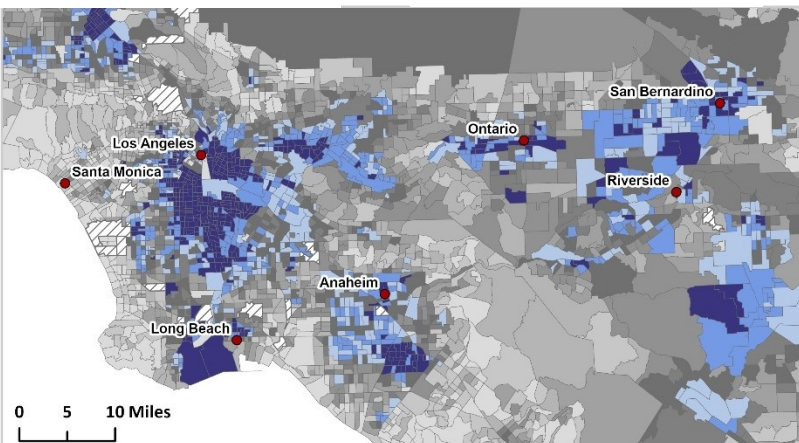 San Bernardino
Ontario
Los Angeles
Santa Monica
Riverside
Anaheim
Long Beach
0 5 10 Miles